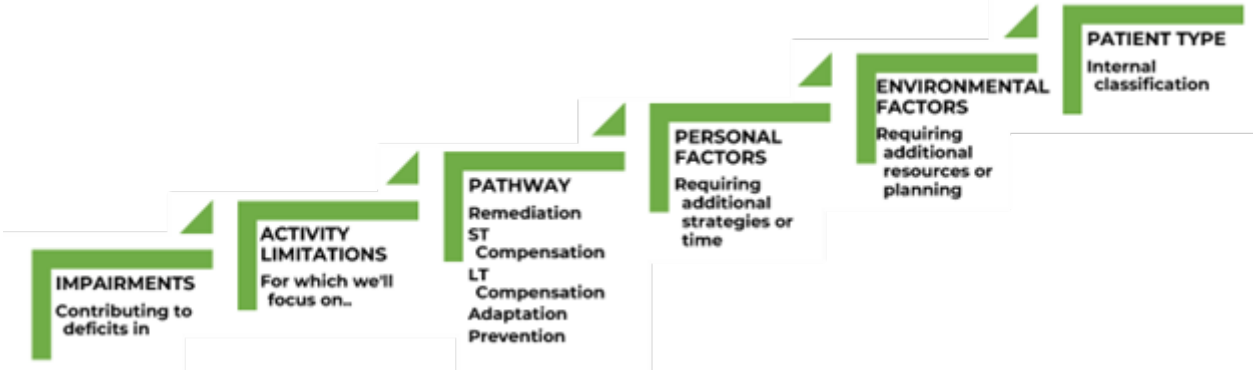 IMPAIRMENTS
Contributing to
deficits in
ACTIVITY
LIMITATIONS
For which we'll
focus on..
PATHWAY
Remediation
ST
Compensation
LT
Compensation
Adaptation
Prevention
PERSONAL
FACTORS
Requiring
additional
strategies or
time
ENVIRONMENTAL
FACTORS
Requiring
additional
resources or
planning
PATIENT TYPE
Internal
classification